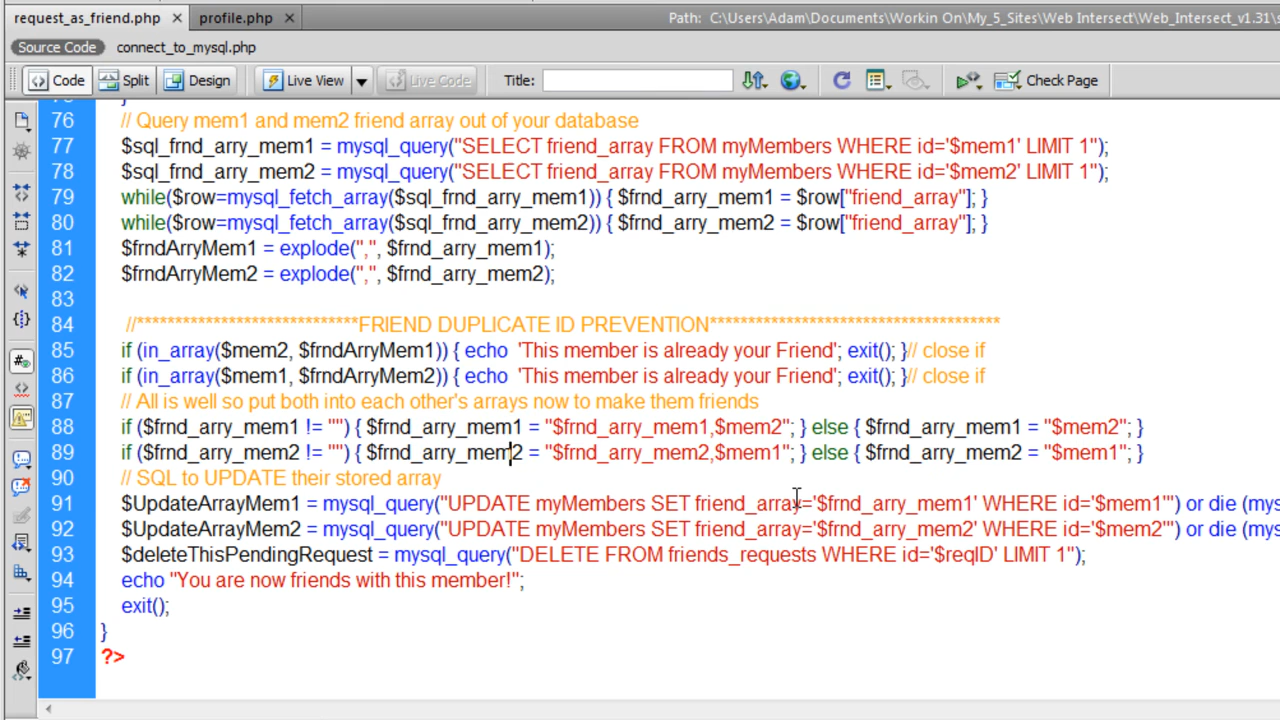 request_as_friend.php × profile.php × Path: C:\Users\Adam\Documents\Workin On\My_5_Sites\Web Intersect\Web_Intersect_v1.31\
Source Code connect_to_mysql.php
Code Split Design Live View Live Code Title: Check Page
76 // Query mem1 and mem2 friend array out of your database
77 $sql_frnd_arry_mem1 = mysql_query("SELECT friend_array FROM myMembers WHERE id='$mem1' LIMIT 1");
78 $sql_frnd_arry_mem2 = mysql_query("SELECT friend_array FROM myMembers WHERE id='$mem2' LIMIT 1");
79 while($row=mysql_fetch_array($sql_frnd_arry_mem1)) { $frnd_arry_mem1 = $row["friend_array"]; }
80 while($row=mysql_fetch_array($sql_frnd_arry_mem2)) { $frnd_arry_mem2 = $row["friend_array"]; }
81 $frndArryMem1 = explode(",", $frnd_arry_mem1);
82 $frndArryMem2 = explode(",", $frnd_arry_mem2);
83
84 //*****************************FRIEND DUPLICATE ID PREVENTION**************************************
85 if (in_array($mem2, $frndArryMem1)) { echo 'This member is already your Friend'; exit(); }// close if
86 if (in_array($mem1, $frndArryMem2)) { echo 'This member is already your Friend'; exit(); }// close if
87 // All is well so put both into each other's arrays now to make them friends
88 if ($frnd_arry_mem1 != "") { $frnd_arry_mem1 = "$frnd_arry_mem1,$mem2"; } else { $frnd_arry_mem1 = "$mem2"; }
89 if ($frnd_arry_mem2 != "") { $frnd_arry_mem2 = "$frnd_arry_mem2,$mem1"; } else { $frnd_arry_mem2 = "$mem1"; }
90 // SQL to UPDATE their stored array
91 $UpdateArrayMem1 = mysql_query("UPDATE myMembers SET friend_array='$frnd_arry_mem1' WHERE id='$mem1'") or die (mys
92 $UpdateArrayMem2 = mysql_query("UPDATE myMembers SET friend_array='$frnd_arry_mem2' WHERE id='$mem2'") or die (mys
93 $deleteThisPendingRequest = mysql_query("DELETE FROM friends_requests WHERE id='$reqID' LIMIT 1");
94 echo "You are now friends with this member!";
95 exit();
96 }
97 ?>